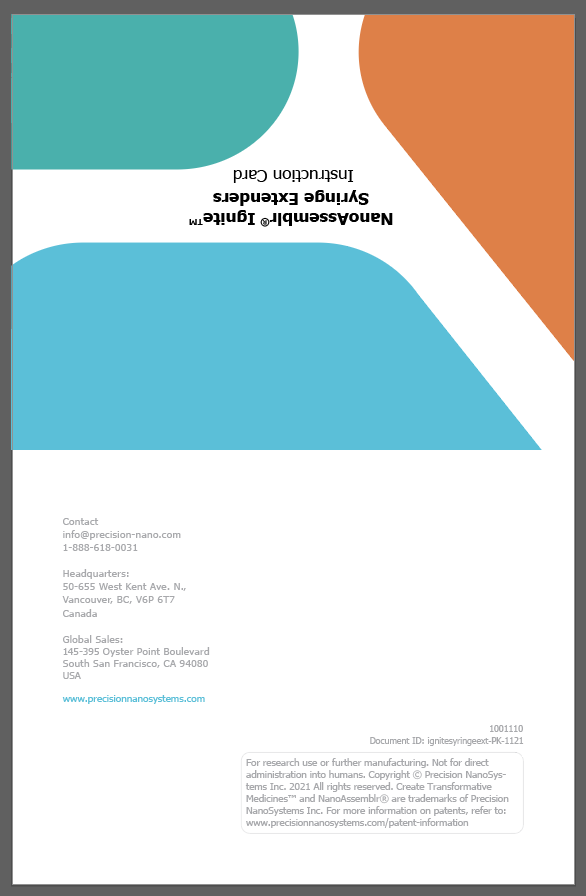 NanoAssemblr® Ignite™
Syringe Extenders
Instruction Card
Contact
info@precision-nano.com
1-888-618-0031
Headquarters:
50-655 West Kent Ave. N.,
Vancouver, BC, V6P 6T7
Canada
Global Sales:
145-395 Oyster Point Boulevard
South San Francisco, CA 94080
USA
www.precisionnanosystems.com
1001110
Document ID: ignitesyringeext-PK-1121
For research use or further manufacturing. Not for direct
administration into humans. Copyright © Precision NanoSys-
tems Inc. 2021 All rights reserved. Create Transformative
Medicines™ and NanoAssemblr® are trademarks of Precision
NanoSystems Inc. For more information on patents, refer to:
www.precisionnanosystems.com/patent-information